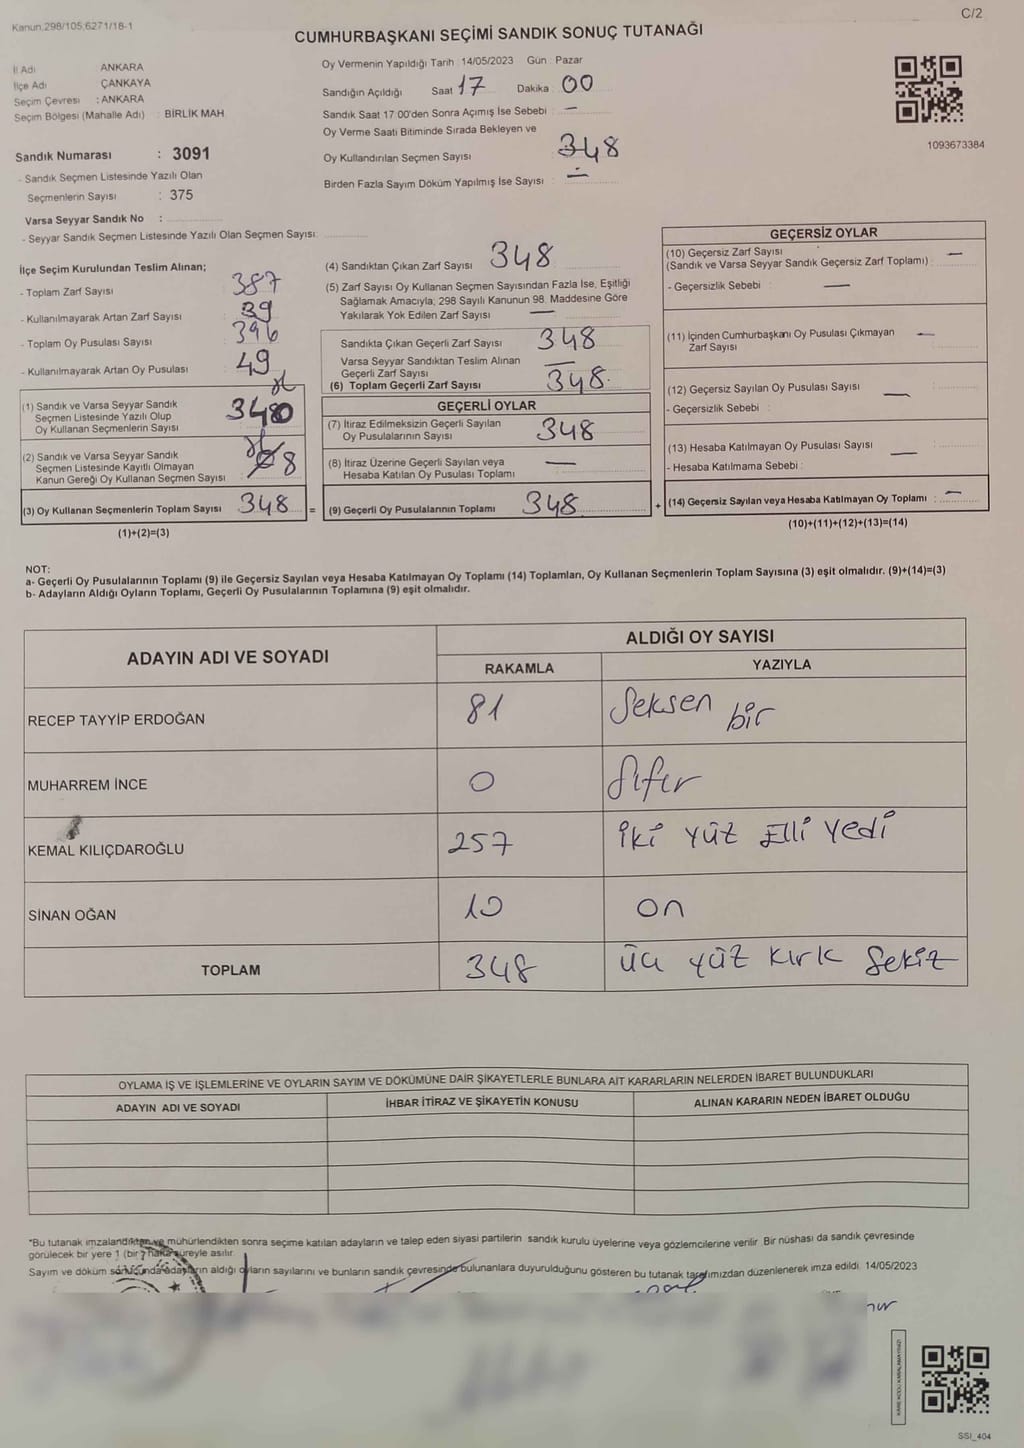 Kanun:298/105;6271/18-1
C/2
CUMHURBAŞKANI SEÇİMİ SANDIK SONUÇ TUTANAĞI
İl Adı ANKARA
İlçe Adı ÇANKAYA
Seçim Çevresi : ANKARA
Seçim Bölgesi (Mahalle Adı) : BİRLİK MAH
Sandık Numarası : 3091
- Sandık Seçmen Listesinde Yazılı Olan
Seçmenlerin Sayısı : 375
Varsa Seyyar Sandık No :
- Seyyar Sandık Seçmen Listesinde Yazılı Olan Seçmen Sayısı:
Oy Vermenin Yapıldığı Tarih : 14/05/2023 Gün : Pazar
Sandığın Açıldığı Saat 17 Dakika : 00
Sandık Saat 17:00'den Sonra Açımış İse Sebebi : —
Oy Verme Saati Bitiminde Sırada Bekleyen ve
Oy Kullandırılan Seçmen Sayısı : 348
Birden Fazla Sayım Döküm Yapılmış İse Sayısı : —
1093673384
İlçe Seçim Kurulundan Teslim Alınan;
- Toplam Zarf Sayısı 387
- Kullanılmayarak Artan Zarf Sayısı 39
- Toplam Oy Pusulası Sayısı 396
- Kullanılmayarak Artan Oy Pusulası 49
(1) Sandık ve Varsa Seyyar Sandık
Seçmen Listesinde Yazılı Olup
Oy Kullanan Seçmenlerin Sayısı
(2) Sandık ve Varsa Seyyar Sandık
Seçmen Listesinde Kayıtlı Olmayan
Kanun Gereği Oy Kullanan Seçmen Sayısı 8
(3) Oy Kullanan Seçmenlerin Toplam Sayısı 348 =
(1)+(2)=(3)
(4) Sandıktan Çıkan Zarf Sayısı 348
(5) Zarf Sayısı Oy Kullanan Seçmen Sayısından Fazla İse, Eşitliği
Sağlamak Amacıyla; 298 Sayılı Kanunun 98. Maddesine Göre
Yakılarak Yok Edilen Zarf Sayısı —
Sandıkta Çıkan Geçerli Zarf Sayısı 348
Varsa Seyyar Sandıktan Teslim Alınan
Geçerli Zarf Sayısı —
(6) Toplam Geçerli Zarf Sayısı 348
GEÇERLİ OYLAR
(7) İtiraz Edilmeksizin Geçerli Sayılan
Oy Pusulalarının Sayısı 348
(8) İtiraz Üzerine Geçerli Sayılan veya
Hesaba Katılan Oy Pusulası Toplamı —
(9) Geçerli Oy Pusulalarının Toplamı 348 +
GEÇERSİZ OYLAR
(10) Geçersiz Zarf Sayısı
(Sandık ve Varsa Seyyar Sandık Geçersiz Zarf Toplamı) : —
- Geçersizlik Sebebi : —
(11) İçinden Cumhurbaşkanı Oy Pusulası Çıkmayan
Zarf Sayısı —
(12) Geçersiz Sayılan Oy Pusulası Sayısı —
- Geçersizlik Sebebi :
(13) Hesaba Katılmayan Oy Pusulası Sayısı —
- Hesaba Katılmama Sebebi :
(14) Geçersiz Sayılan veya Hesaba Katılmayan Oy Toplamı : —
(10)+(11)+(12)+(13)=(14)
NOT:
a- Geçerli Oy Pusulalarının Toplamı (9) ile Geçersiz Sayılan veya Hesaba Katılmayan Oy Toplamı (14) Toplamları, Oy Kullanan Seçmenlerin Toplam Sayısına (3) eşit olmalıdır. (9)+(14)=(3)
b- Adayların Aldığı Oyların Toplamı, Geçerli Oy Pusulalarının Toplamına (9) eşit olmalıdır.
ADAYIN ADI VE SOYADI ALDIĞI OY SAYISI
RAKAMLA YAZIYLA
RECEP TAYYİP ERDOĞAN 81 Seksen bir
MUHARREM İNCE 0 Sıfır
KEMAL KILIÇDAROĞLU 257 iki yüz Elli yedi
SİNAN OĞAN 10 on
TOPLAM 348 üç yüz kırk sekiz
OYLAMA İŞ VE İŞLEMLERİNE VE OYLARIN SAYIM VE DÖKÜMÜNE DAİR ŞİKAYETLERLE BUNLARA AİT KARARLARIN NELERDEN İBARET BULUNDUKLARI
ADAYIN ADI VE SOYADI İHBAR İTİRAZ VE ŞİKAYETİN KONUSU ALINAN KARARIN NEDEN İBARET OLDUĞU
*Bu tutanak imzalandıktan ve mühürlendikten sonra seçime katılan adayların ve talep eden siyasi partilerin sandık kurulu üyelerine veya gözlemcilerine verilir. Bir nüshası da sandık çevresinde
görülecek bir yere 1 (bir) hafta süreyle asılır.
Sayım ve döküm sonucunda adayların aldığı oyların sayılarını ve bunların sandık çevresinde bulunanlara duyurulduğunu gösteren bu tutanak tarafımızdan düzenlenerek imza edildi. 14/05/2023
SSI_404